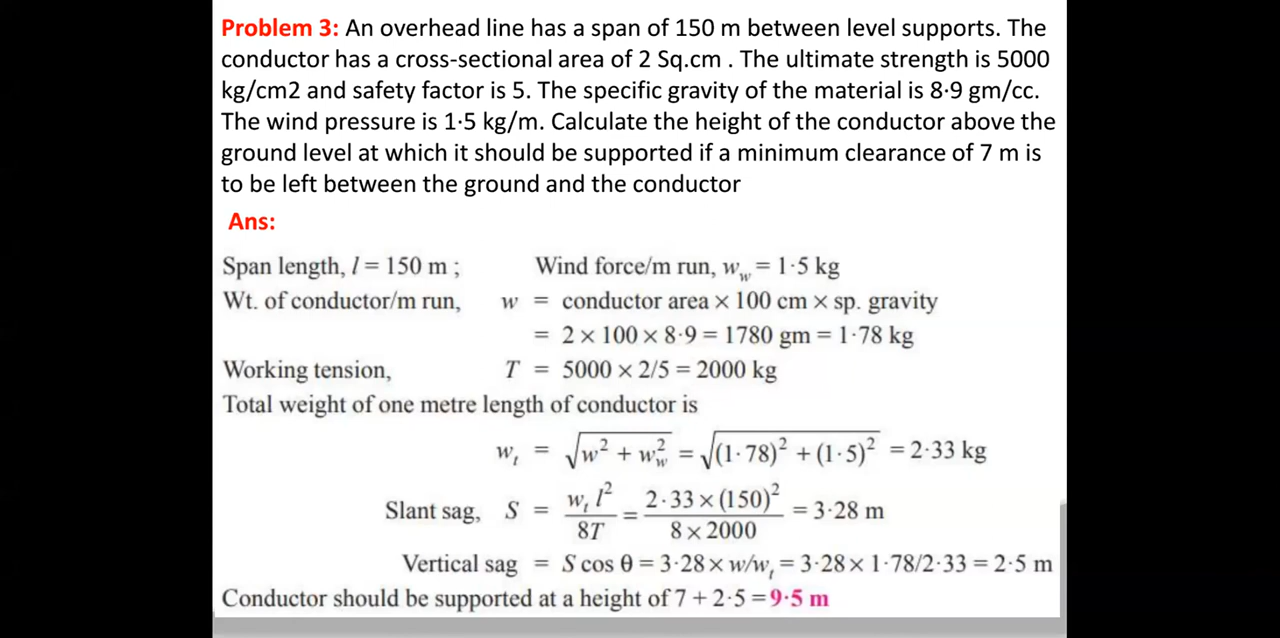 Problem 3: An overhead line has a span of 150 m between level supports. The
conductor has a cross-sectional area of 2 Sq.cm . The ultimate strength is 5000
kg/cm2 and safety factor is 5. The specific gravity of the material is 8·9 gm/cc.
The wind pressure is 1·5 kg/m. Calculate the height of the conductor above the
ground level at which it should be supported if a minimum clearance of 7 m is
to be left between the ground and the conductor
Ans:
Span length, l = 150 m ; Wind force/m run, w_w = 1·5 kg
Wt. of conductor/m run, w = conductor area × 100 cm × sp. gravity
= 2 × 100 × 8·9 = 1780 gm = 1·78 kg
Working tension, T = 5000 × 2/5 = 2000 kg
Total weight of one metre length of conductor is
w_t = √(w² + w_w²) = √((1·78)² + (1·5)²) = 2·33 kg
Slant sag, S = w_t l² / 8T = 2·33 × (150)² / 8 × 2000 = 3·28 m
Vertical sag = S cos θ = 3·28 × w/w_t = 3·28 × 1·78/2·33 = 2·5 m
Conductor should be supported at a height of 7 + 2·5 = 9·5 m